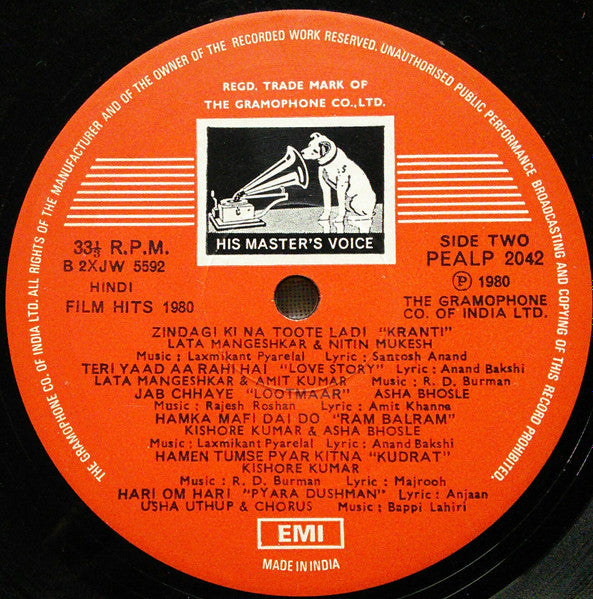 THE GRAMOPHONE CO. OF INDIA LTD. ALL RIGHTS OF THE MANUFACTURER AND OF THE OWNER OF THE RECORDED WORK RESERVED. UNAUTHORISED PUBLIC PERFORMANCE BROADCASTING AND COPYING OF THIS RECORD PROHIBITED.
REGD. TRADE MARK OF
THE GRAMOPHONE CO., LTD.
HIS MASTER'S VOICE
33⅓ R.P.M.
B 2XJW 5592
HINDI
FILM HITS 1980
SIDE TWO
PEALP 2042
Ⓟ 1980
THE GRAMOPHONE
CO. OF INDIA LTD.
ZINDAGI KI NA TOOTE LADI "KRANTI"
LATA MANGESHKAR & NITIN MUKESH
Music ; Laxmikant Pyarelal Lyric ; Santosh Anand
TERI YAAD AA RAHI HAI "LOVE STORY" Lyric ; Anand Bakshi
LATA MANGESHKAR & AMIT KUMAR Music ; R. D. Burman
JAB CHHAYE "LOOTMAAR" ASHA BHOSLE
Music ; Rajesh Roshan Lyric ; Amit Khanne
HAMKA MAFI DAI DO "RAM BALRAM"
KISHORE KUMAR & ASHA BHOSLE
Music ; Laxmikant Pyarelal Lyric ; Anand Bakshi
HAMEN TUMSE PYAR KITNA "KUDRAT"
KISHORE KUMAR
Music ; R. D. Burman Lyric ; Majrooh
HARI OM HARI "PYARA DUSHMAN" Lyric ; Anjaan
USHA UTHUP & CHORUS Music ; Bappi Lahiri
EMI
MADE IN INDIA